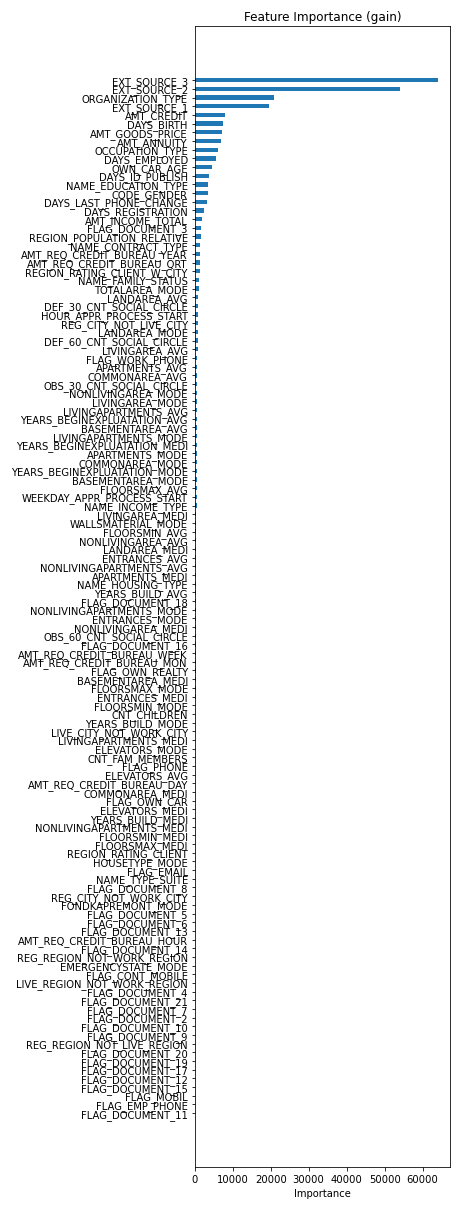 Feature Importance (gain)
EXT_SOURCE_3
EXT_SOURCE_2
ORGANIZATION_TYPE
EXT_SOURCE_1
AMT_CREDIT
DAYS_BIRTH
AMT_GOODS_PRICE
AMT_ANNUITY
OCCUPATION_TYPE
DAYS_EMPLOYED
OWN_CAR_AGE
DAYS_ID_PUBLISH
NAME_EDUCATION_TYPE
CODE_GENDER
DAYS_LAST_PHONE_CHANGE
DAYS_REGISTRATION
AMT_INCOME_TOTAL
FLAG_DOCUMENT_3
REGION_POPULATION_RELATIVE
NAME_CONTRACT_TYPE
AMT_REQ_CREDIT_BUREAU_YEAR
AMT_REQ_CREDIT_BUREAU_QRT
REGION_RATING_CLIENT_W_CITY
NAME_FAMILY_STATUS
TOTALAREA_MODE
LANDAREA_AVG
DEF_30_CNT_SOCIAL_CIRCLE
HOUR_APPR_PROCESS_START
REG_CITY_NOT_LIVE_CITY
LANDAREA_MODE
DEF_60_CNT_SOCIAL_CIRCLE
LIVINGAREA_AVG
FLAG_WORK_PHONE
APARTMENTS_AVG
COMMONAREA_AVG
OBS_30_CNT_SOCIAL_CIRCLE
NONLIVINGAREA_MODE
LIVINGAREA_MODE
LIVINGAPARTMENTS_AVG
YEARS_BEGINEXPLUATATION_AVG
BASEMENTAREA_AVG
LIVINGAPARTMENTS_MODE
YEARS_BEGINEXPLUATATION_MEDI
APARTMENTS_MODE
COMMONAREA_MODE
YEARS_BEGINEXPLUATATION_MODE
BASEMENTAREA_MODE
FLOORSMAX_AVG
WEEKDAY_APPR_PROCESS_START
NAME_INCOME_TYPE
LIVINGAREA_MEDI
WALLSMATERIAL_MODE
FLOORSMIN_AVG
NONLIVINGAREA_AVG
LANDAREA_MEDI
ENTRANCES_AVG
NONLIVINGAPARTMENTS_AVG
APARTMENTS_MEDI
NAME_HOUSING_TYPE
YEARS_BUILD_AVG
FLAG_DOCUMENT_18
NONLIVINGAPARTMENTS_MODE
ENTRANCES_MODE
NONLIVINGAREA_MEDI
OBS_60_CNT_SOCIAL_CIRCLE
FLAG_DOCUMENT_16
AMT_REQ_CREDIT_BUREAU_WEEK
AMT_REQ_CREDIT_BUREAU_MON
FLAG_OWN_REALTY
BASEMENTAREA_MEDI
FLOORSMAX_MODE
ENTRANCES_MEDI
FLOORSMIN_MODE
CNT_CHILDREN
YEARS_BUILD_MODE
LIVE_CITY_NOT_WORK_CITY
LIVINGAPARTMENTS_MEDI
ELEVATORS_MODE
CNT_FAM_MEMBERS
FLAG_PHONE
ELEVATORS_AVG
AMT_REQ_CREDIT_BUREAU_DAY
COMMONAREA_MEDI
FLAG_OWN_CAR
ELEVATORS_MEDI
YEARS_BUILD_MEDI
NONLIVINGAPARTMENTS_MEDI
FLOORSMIN_MEDI
FLOORSMAX_MEDI
REGION_RATING_CLIENT
HOUSETYPE_MODE
FLAG_EMAIL
NAME_TYPE_SUITE
FLAG_DOCUMENT_8
REG_CITY_NOT_WORK_CITY
FONDKAPREMONT_MODE
FLAG_DOCUMENT_5
FLAG_DOCUMENT_6
FLAG_DOCUMENT_13
AMT_REQ_CREDIT_BUREAU_HOUR
FLAG_DOCUMENT_14
REG_REGION_NOT_WORK_REGION
EMERGENCYSTATE_MODE
FLAG_CONT_MOBILE
LIVE_REGION_NOT_WORK_REGION
FLAG_DOCUMENT_4
FLAG_DOCUMENT_21
FLAG_DOCUMENT_7
FLAG_DOCUMENT_2
FLAG_DOCUMENT_10
FLAG_DOCUMENT_9
REG_REGION_NOT_LIVE_REGION
FLAG_DOCUMENT_20
FLAG_DOCUMENT_19
FLAG_DOCUMENT_17
FLAG_DOCUMENT_12
FLAG_DOCUMENT_15
FLAG_MOBIL
FLAG_EMP_PHONE
FLAG_DOCUMENT_11
0 10000 20000 30000 40000 50000 60000
Importance